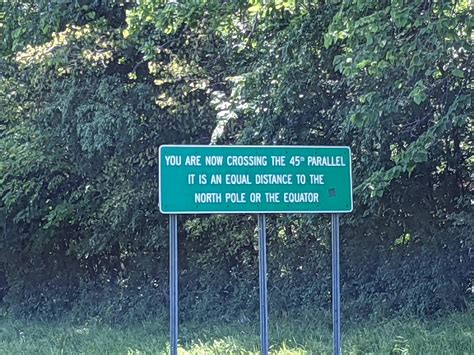 YOU ARE NOW CROSSING THE 45th PARALLEL
IT IS AN EQUAL DISTANCE TO THE
NORTH POLE OR THE EQUATOR